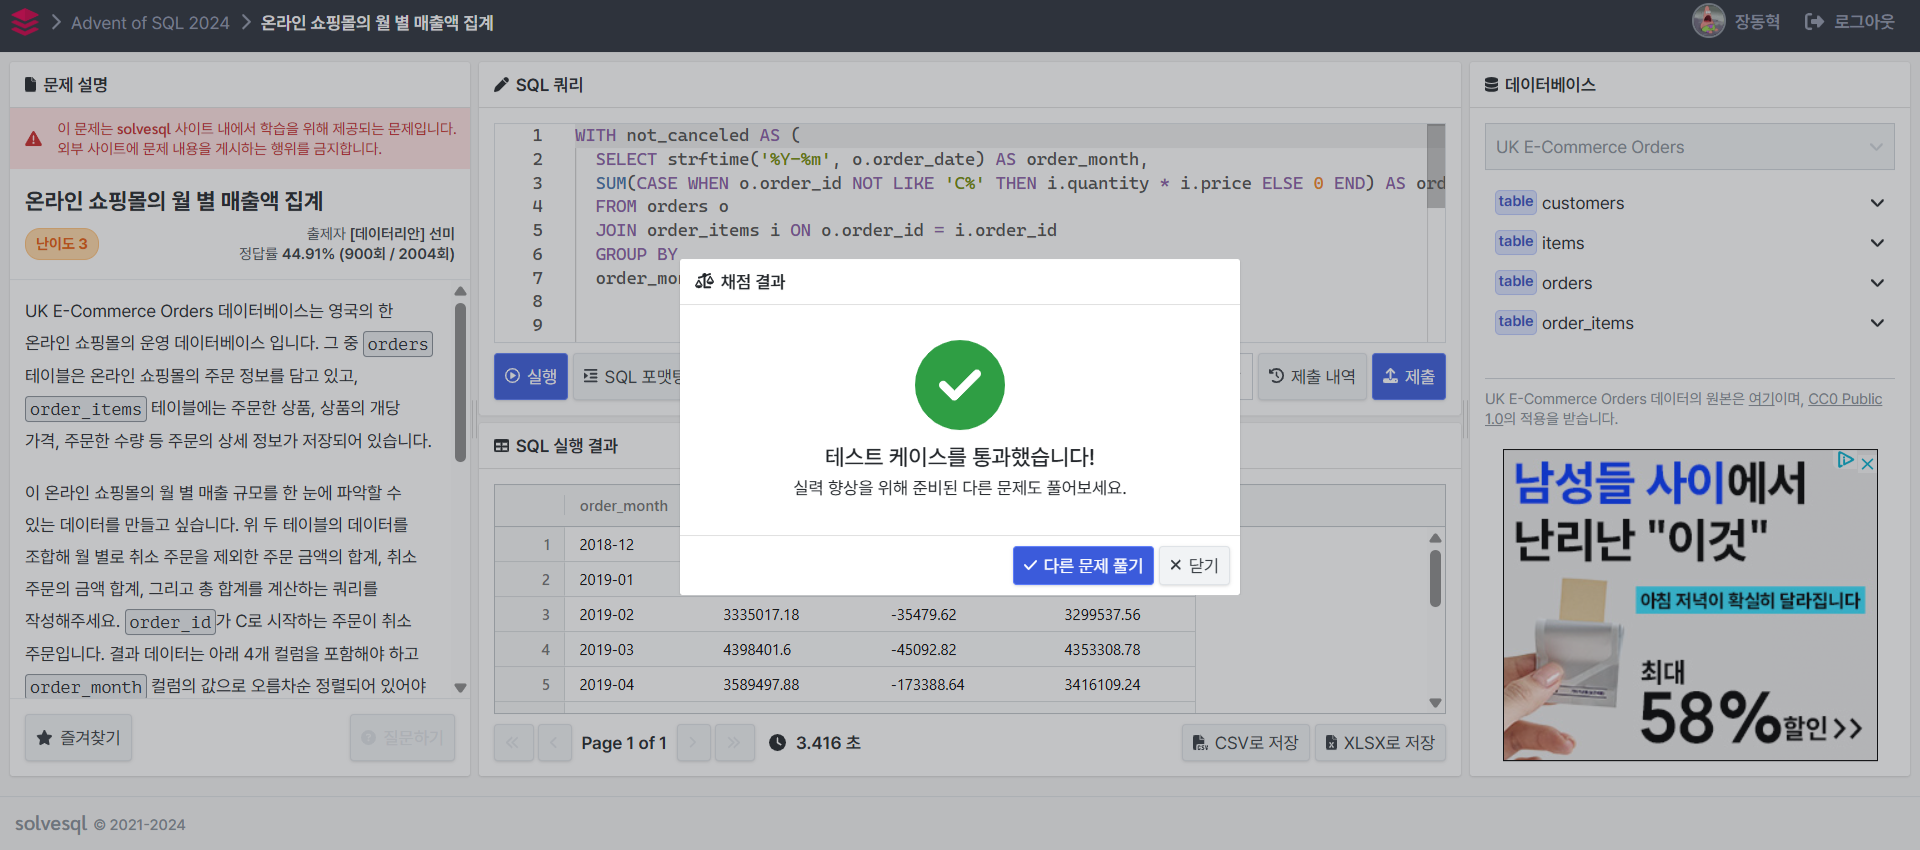 Advent of SQL 2024
온라인 쇼핑몰의 월 별 매출액 집계
장동혁
로그아웃
문제 설명
이 문제는 solvesql 사이트 내에서 학습을 위해 제공되는 문제입니다.
외부 사이트에 문제 내용을 게시하는 행위를 금지합니다.
온라인 쇼핑몰의 월 별 매출액 집계
난이도 3
출제자 [데이터리안] 선미
정답률 44.91% (900회 / 2004회)
UK E-Commerce Orders 데이터베이스는 영국의 한
온라인 쇼핑몰의 운영 데이터베이스 입니다. 그 중 orders
테이블은 온라인 쇼핑몰의 주문 정보를 담고 있고,
order_items 테이블에는 주문한 상품, 상품의 개당
가격, 주문한 수량 등 주문의 상세 정보가 저장되어 있습니다.
이 온라인 쇼핑몰의 월 별 매출 규모를 한 눈에 파악할 수
있는 데이터를 만들고 싶습니다. 위 두 테이블의 데이터를
조합해 월 별로 취소 주문을 제외한 주문 금액의 합계, 취소
주문의 금액 합계, 그리고 총 합계를 계산하는 쿼리를
작성해주세요. order_id가 C로 시작하는 주문이 취소
주문입니다. 결과 데이터는 아래 4개 컬럼을 포함해야 하고
order_month 컬럼의 값으로 오름차순 정렬되어 있어야
즐겨찾기
질문하기
SQL 쿼리
1 WITH not_canceled AS (
2 SELECT strftime('%Y-%m', o.order_date) AS order_month,
3 SUM(CASE WHEN o.order_id NOT LIKE 'C%' THEN i.quantity * i.price ELSE 0 END) AS ord
4 FROM orders o
5 JOIN order_items i ON o.order_id = i.order_id
6 GROUP BY
7 order_mo
8
9
실행
SQL 포맷팅
제출 내역
제출
SQL 실행 결과
order_month
1 2018-12
2 2019-01
3 2019-02 3335017.18 -35479.62 3299537.56
4 2019-03 4398401.6 -45092.82 4353308.78
5 2019-04 3589497.88 -173388.64 3416109.24
Page 1 of 1
3.416 초
CSV로 저장
XLSX로 저장
채점 결과
테스트 케이스를 통과했습니다!
실력 향상을 위해 준비된 다른 문제도 풀어보세요.
다른 문제 풀기
닫기
데이터베이스
UK E-Commerce Orders
table customers
table items
table orders
table order_items
UK E-Commerce Orders 데이터의 원본은 여기이며, CC0 Public
1.0의 적용을 받습니다.
남성들 사이에서
난리난 "이것"
아침 저녁이 확실히 달라집니다
최대
58%할인>>
solvesql © 2021-2024